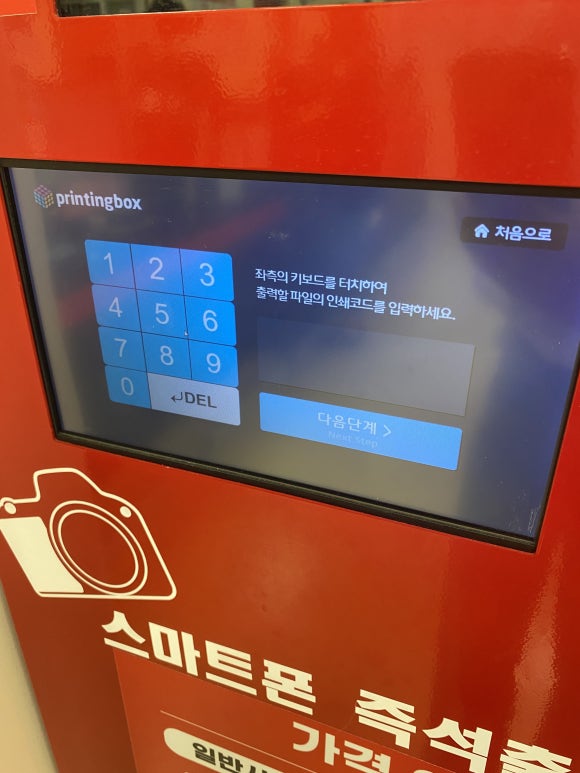 printingbox
처음으로
1 2 3
4 5 6
7 8 9
0 DEL
좌측의 키보드를 터치하여
출력할 파일의 인쇄코드를 입력하세요.
다음단계 >
Next Step
스마트폰 즉석
가격